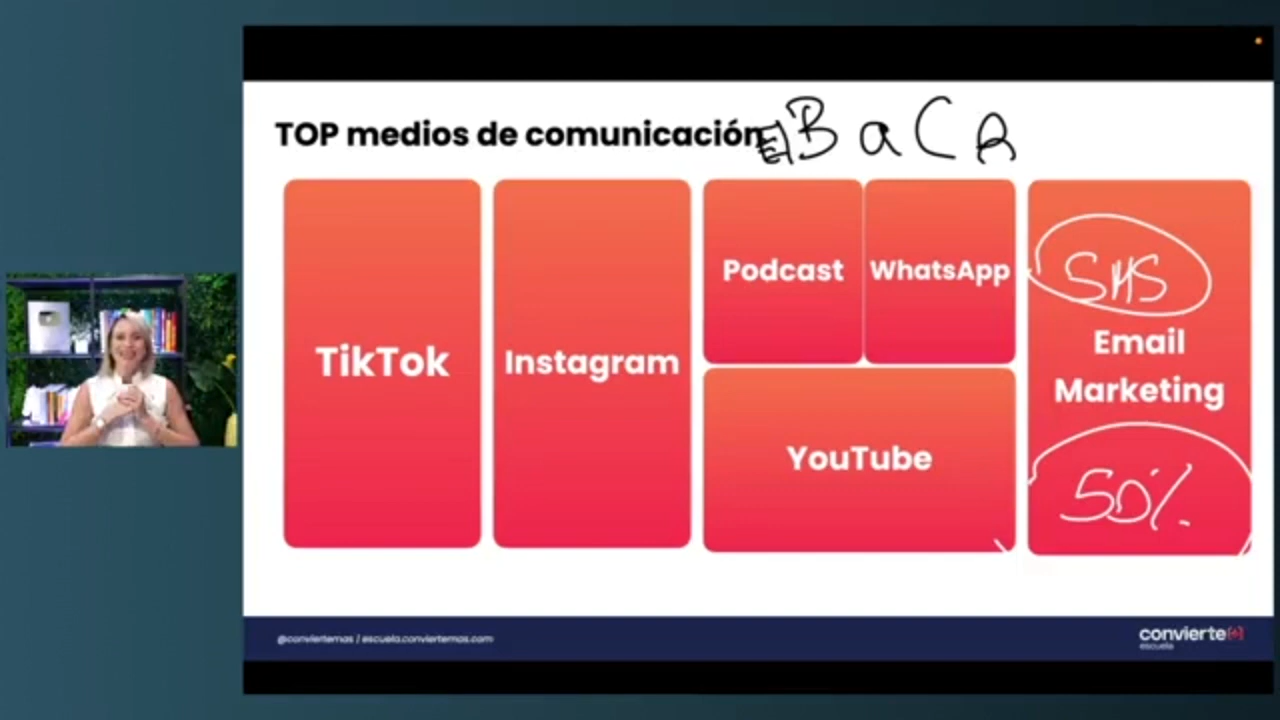 TOP medios de comunicación
B a C A
TikTok
Instagram
Podcast
WhatsApp
YouTube
SMS
Email
Marketing
50%
@conviertemas / escuela.conviertemas.com
convierte[+]
escuela